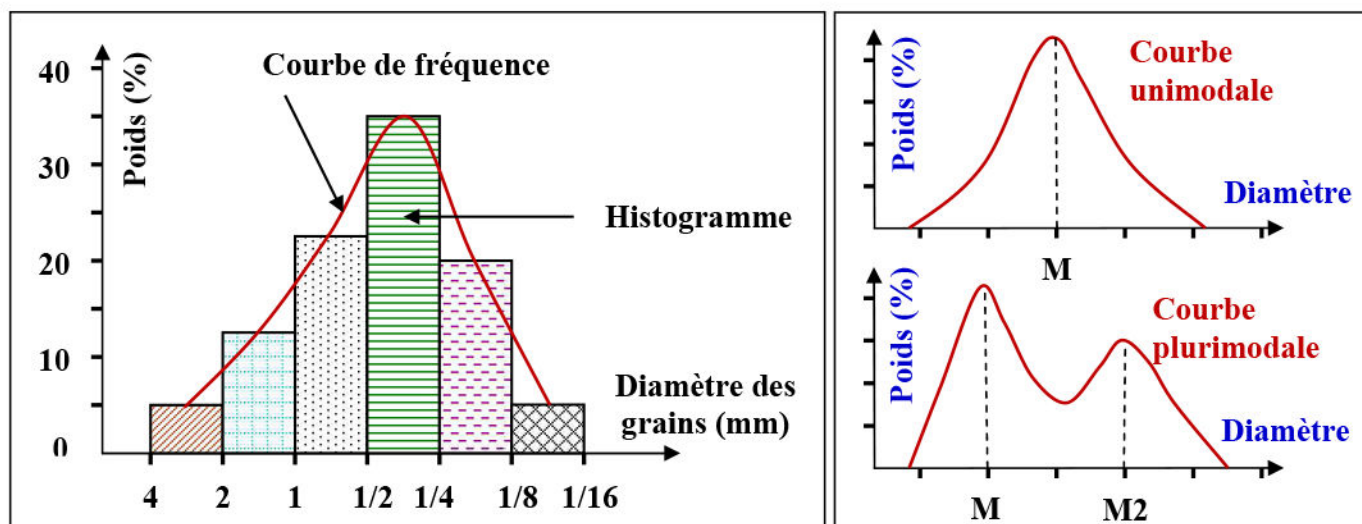 40
30
20
10
0
Poids (%)
Courbe de fréquence
Histogramme
Diamètre des
grains (mm)
4 2 1 1/2 1/4 1/8 1/16
Poids (%)
Courbe
unimodale
Diamètre
M
Poids (%)
Courbe
plurimodale
Diamètre
M M2